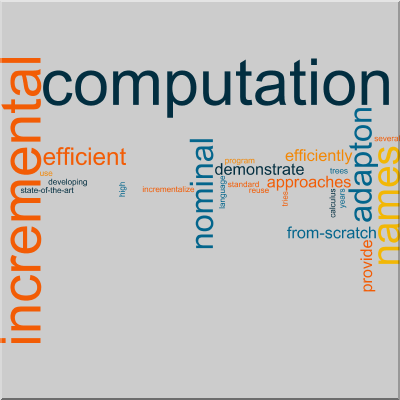 incremental
computation
efficient
use
developing
state-of-the-art
high
incrementalize
nominal
program
demonstrate
language
standard
reuse
approaches
tries
efficiently
trees
calculus
years
adapton
several
names
from-scratch
provide